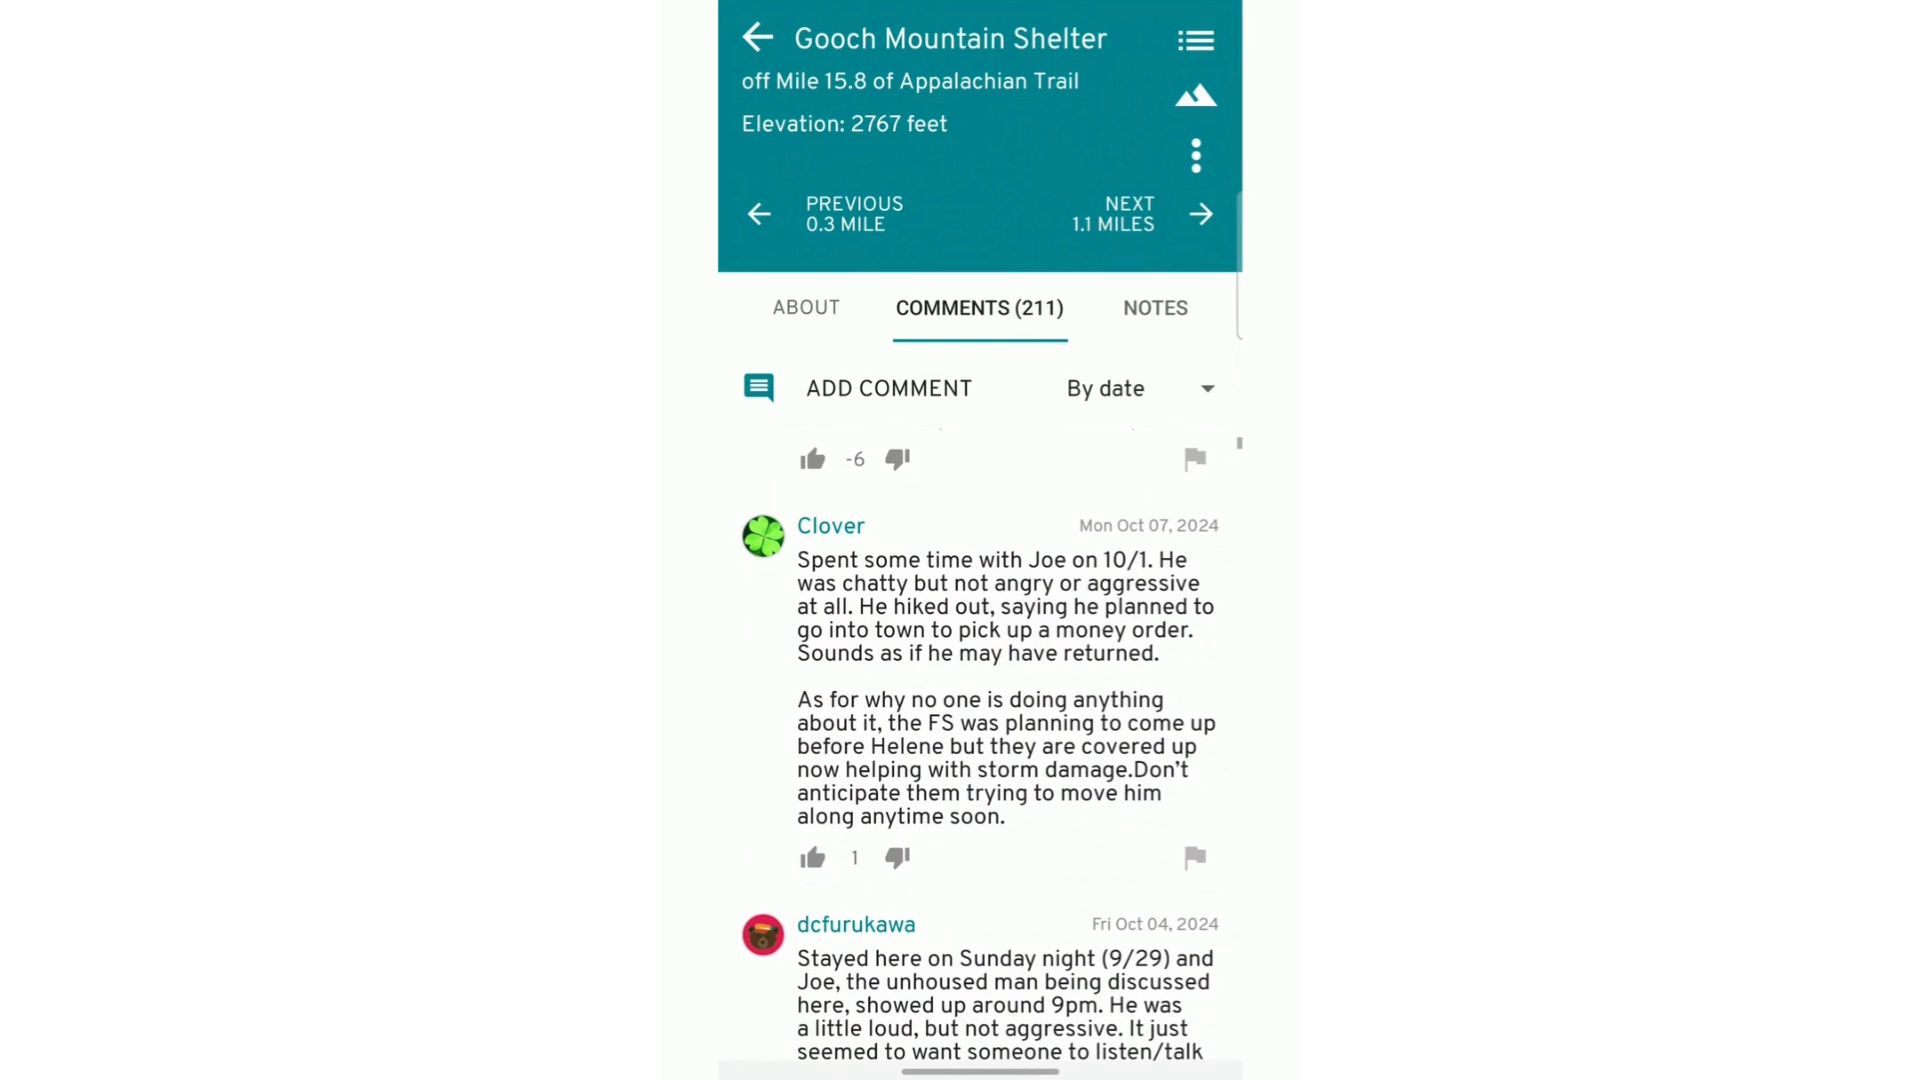 Gooch Mountain Shelter
off Mile 15.8 of Appalachian Trail
Elevation: 2767 feet
PREVIOUS
0.3 MILE
NEXT
1.1 MILES
ABOUT
COMMENTS (211)
NOTES
ADD COMMENT
By date
-6
Clover
Mon Oct 07, 2024
Spent some time with Joe on 10/1. He
was chatty but not angry or aggressive
at all. He hiked out, saying he planned to
go into town to pick up a money order.
Sounds as if he may have returned.
As for why no one is doing anything
about it, the FS was planning to come up
before Helene but they are covered up
now helping with storm damage.Don’t
anticipate them trying to move him
along anytime soon.
1
dcfurukawa
Fri Oct 04, 2024
Stayed here on Sunday night (9/29) and
Joe, the unhoused man being discussed
here, showed up around 9pm. He was
a little loud, but not aggressive. It just
seemed to want someone to listen/talk